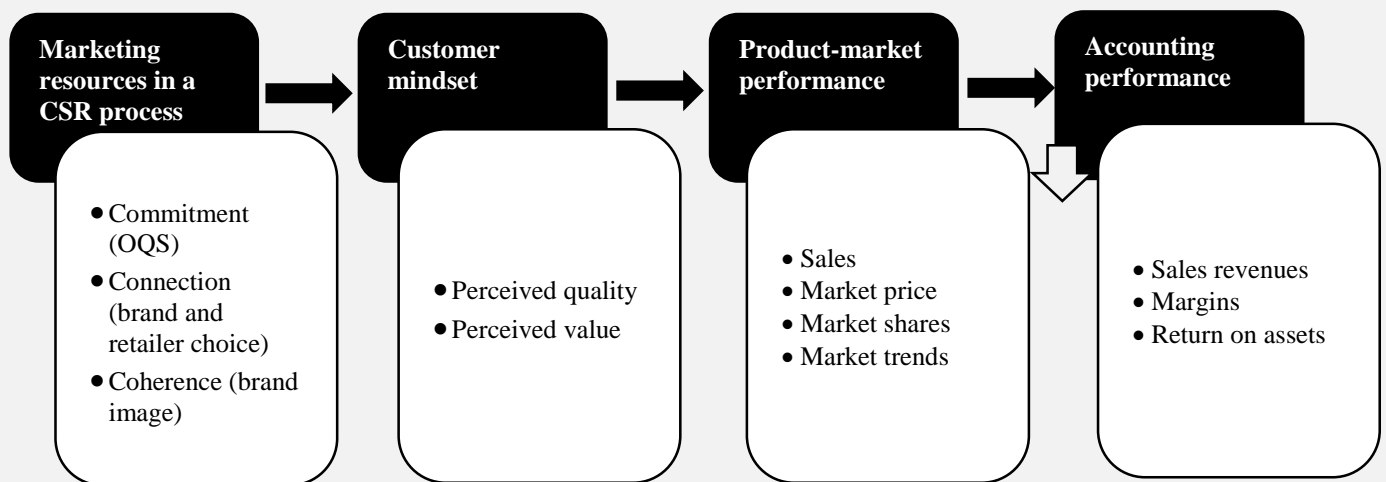 Marketing
resources in a
CSR process
• Commitment
(OQS)
• Connection
(brand and
retailer choice)
• Coherence (brand
image)
Customer
mindset
• Perceived quality
• Perceived value
Product-market
performance
• Sales
• Market price
• Market shares
• Market trends
Accounting
performance
• Sales revenues
• Margins
• Return on assets